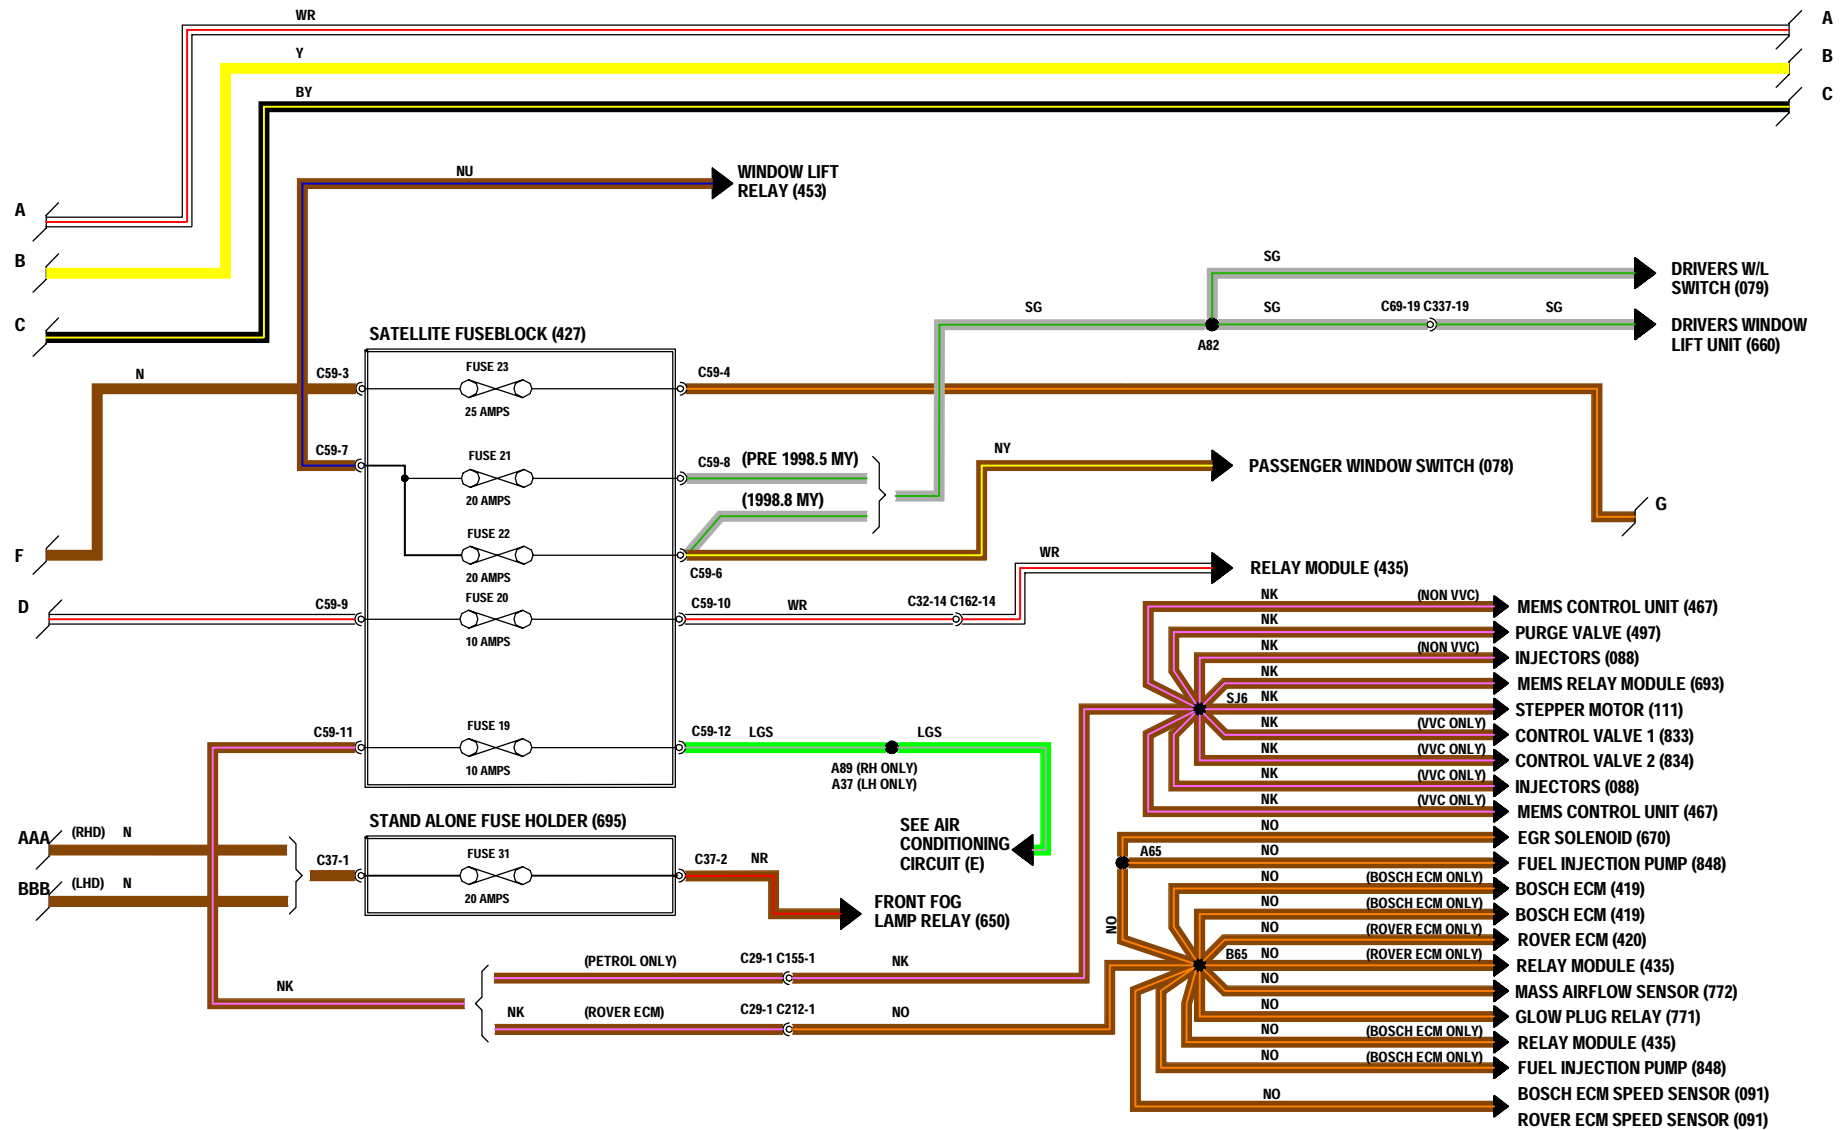 WR
A
Y
B
BY
C
NU
WINDOW LIFT
RELAY (453)
A
B
C
SG
DRIVERS W/L
SWITCH (079)
SG
SG
C69-19 C337-19
SG
DRIVERS WINDOW
LIFT UNIT (660)
A82
SATELLITE FUSEBLOCK (427)
N
C59-3
FUSE 23
25 AMPS
C59-4
C59-7
FUSE 21
20 AMPS
C59-8
(PRE 1998.5 MY)
(1998.8 MY)
NY
PASSENGER WINDOW SWITCH (078)
G
F
FUSE 22
20 AMPS
C59-6
WR
RELAY MODULE (435)
D
C59-9
FUSE 20
10 AMPS
C59-10
WR
C32-14 C162-14
NK
(NON VVC)
MEMS CONTROL UNIT (467)
NK
PURGE VALVE (497)
NK
(NON VVC)
INJECTORS (088)
NK
MEMS RELAY MODULE (693)
SJ6
NK
STEPPER MOTOR (111)
NK
(VVC ONLY)
CONTROL VALVE 1 (833)
NK
(VVC ONLY)
CONTROL VALVE 2 (834)
NK
(VVC ONLY)
INJECTORS (088)
NK
(VVC ONLY)
MEMS CONTROL UNIT (467)
C59-11
FUSE 19
10 AMPS
C59-12
LGS
LGS
A89 (RH ONLY)
A37 (LH ONLY)
SEE AIR
CONDITIONING
CIRCUIT (E)
STAND ALONE FUSE HOLDER (695)
AAA
(RHD)
N
BBB
(LHD)
N
C37-1
FUSE 31
20 AMPS
C37-2
NR
FRONT FOG
LAMP RELAY (650)
NO
EGR SOLENOID (670)
A65
NO
FUEL INJECTION PUMP (848)
NO
(BOSCH ECM ONLY)
BOSCH ECM (419)
NO
(BOSCH ECM ONLY)
BOSCH ECM (419)
NO
NO
(ROVER ECM ONLY)
ROVER ECM (420)
B65
NO
(ROVER ECM ONLY)
RELAY MODULE (435)
NO
MASS AIRFLOW SENSOR (772)
NO
GLOW PLUG RELAY (771)
NO
(BOSCH ECM ONLY)
RELAY MODULE (435)
NO
(BOSCH ECM ONLY)
FUEL INJECTION PUMP (848)
NO
BOSCH ECM SPEED SENSOR (091)
ROVER ECM SPEED SENSOR (091)
NK
(PETROL ONLY)
C29-1 C155-1
NK
NK
(ROVER ECM)
C29-1 C212-1
NO